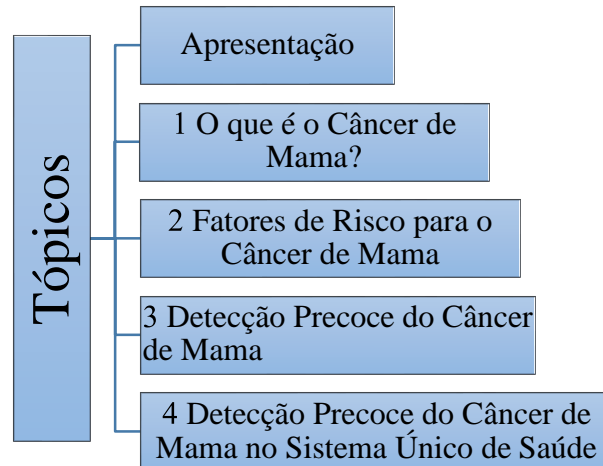 Tópicos
Apresentação
1 O que é o Câncer de
Mama?
2 Fatores de Risco para o
Câncer de Mama
3 Detecção Precoce do Câncer
de Mama
4 Detecção Precoce do Câncer de
Mama no Sistema Único de Saúde